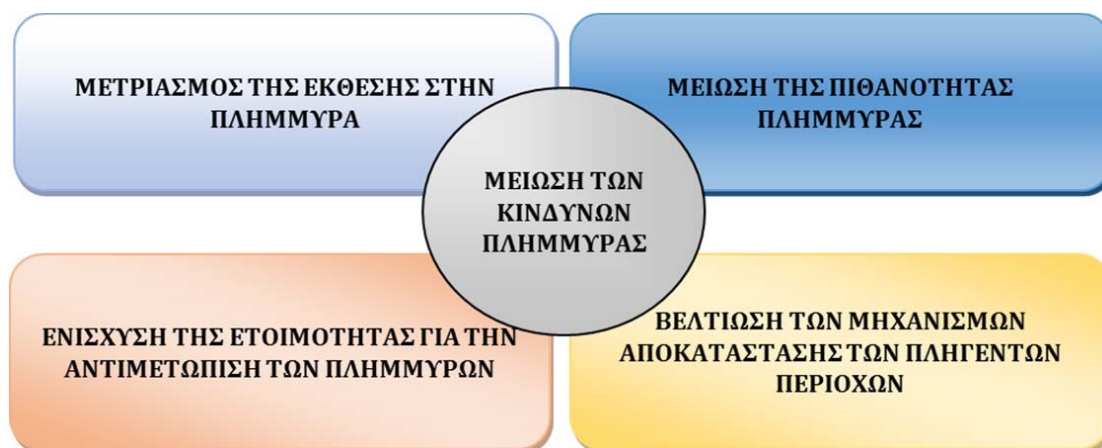 ΜΕΤΡΙΑΣΜΟΣ ΤΗΣ ΕΚΘΕΣΗΣ ΣΤΗΝ
ΠΛΗΜΜΥΡΑ
ΜΕΙΩΣΗ ΤΗΣ ΠΙΘΑΝΟΤΗΤΑΣ
ΠΛΗΜΜΥΡΑΣ
ΜΕΙΩΣΗ ΤΩΝ
ΚΙΝΔΥΝΩΝ
ΠΛΗΜΜΥΡΑΣ
ΕΝΙΣΧΥΣΗ ΤΗΣ ΕΤΟΙΜΟΤΗΤΑΣ ΓΙΑ ΤΗΝ
ΑΝΤΙΜΕΤΩΠΙΣΗ ΤΩΝ ΠΛΗΜΜΥΡΩΝ
ΒΕΛΤΙΩΣΗ ΤΩΝ ΜΗΧΑΝΙΣΜΩΝ
ΑΠΟΚΑΤΑΣΤΑΣΗΣ ΤΩΝ ΠΛΗΓΕΝΤΩΝ
ΠΕΡΙΟΧΩΝ